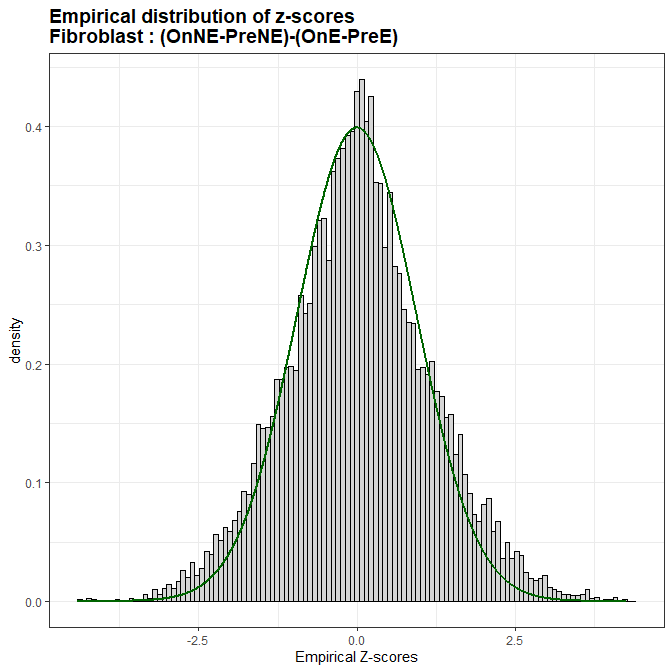 Empirical distribution of z-scores
Fibroblast : (OnNE-PreNE)-(OnE-PreE)
0.4
0.3
0.2
0.1
0.0
density
-2.5
0.0
2.5
Empirical Z-scores